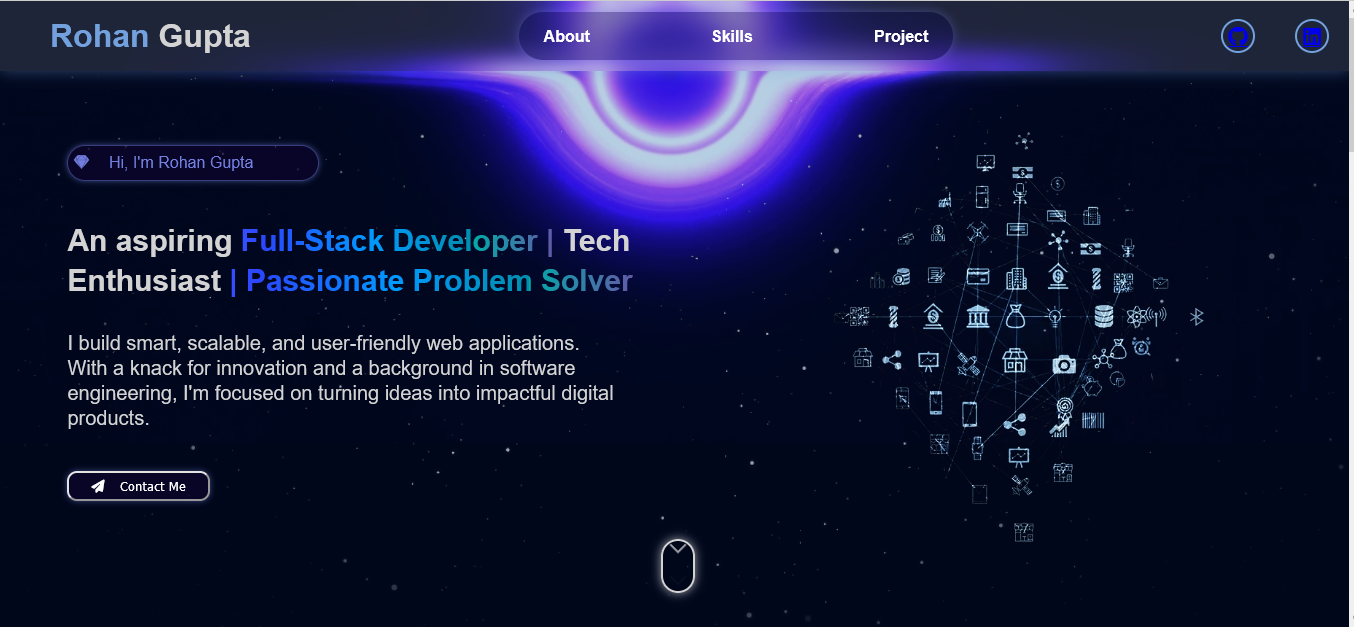 Rohan Gupta
About
Skills
Project
Hi, I'm Rohan Gupta
An aspiring Full-Stack Developer | Tech
Enthusiast | Passionate Problem Solver
I build smart, scalable, and user-friendly web applications.
With a knack for innovation and a background in software
engineering, I'm focused on turning ideas into impactful digital
products.
Contact Me